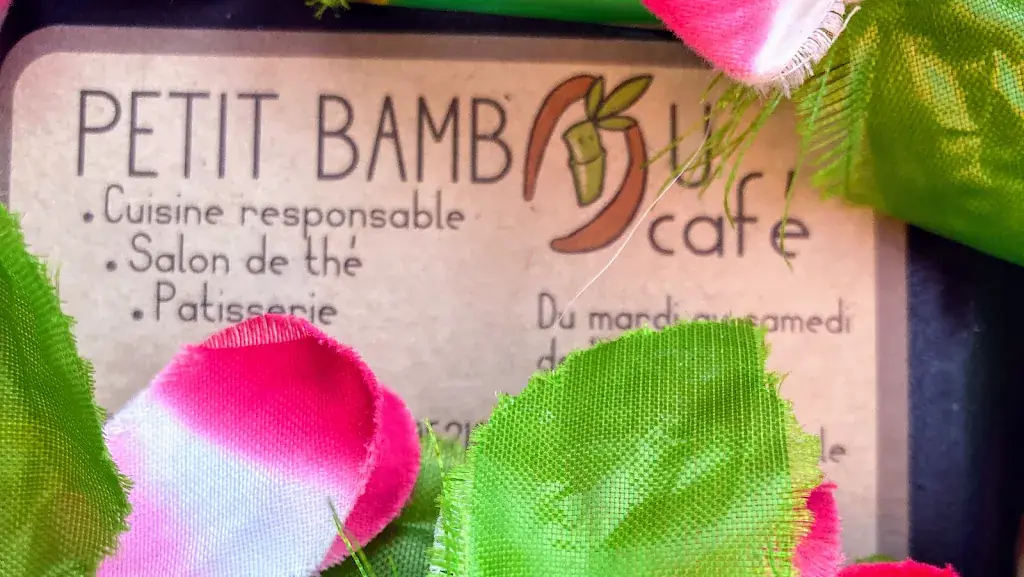 PETIT BAMBOU
café
• Cuisine responsable
• Salon de thé
• Patisserie
Du mardi au samedi